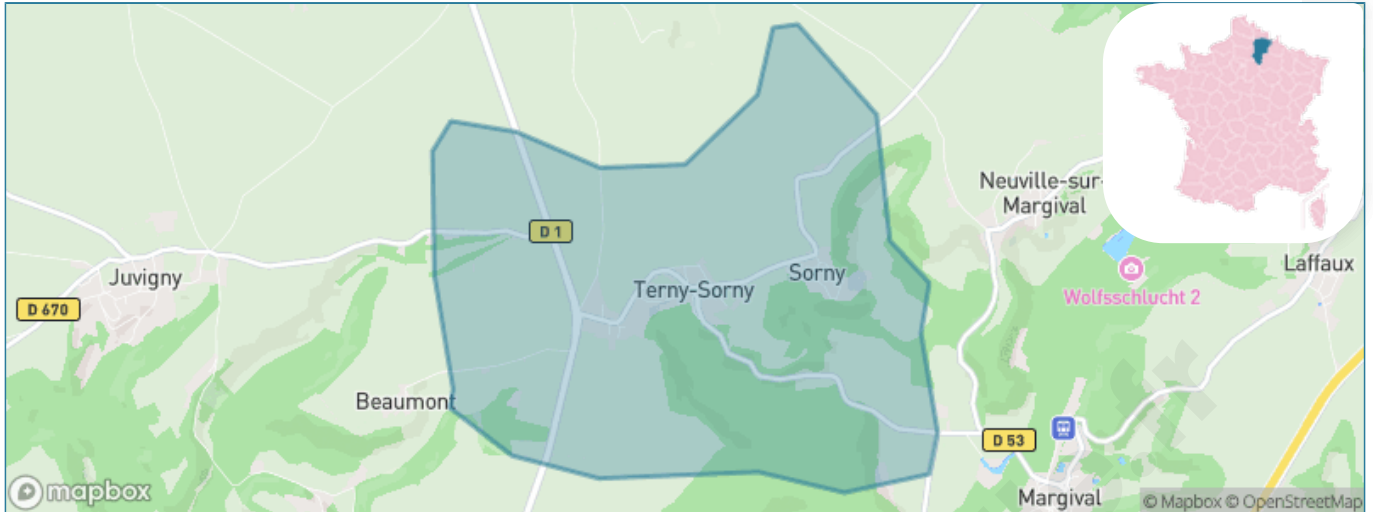 Neuville-sur-
Margival
D 1
Laffaux
Juvigny
Sorny
Terny-Sorny
Wolfsschlucht 2
D 670
Beaumont
D 53
mapbox
Margival
© Mapbox © OpenStreetMap